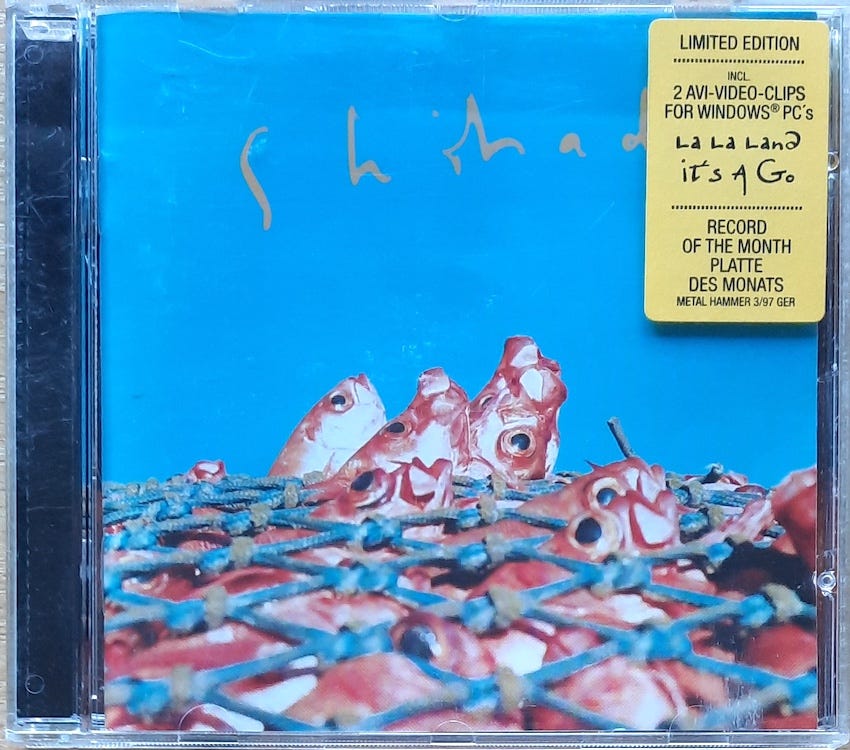 Shihad
LIMITED EDITION
INCL.
2 AVI-VIDEO-CLIPS
FOR WINDOWS® PC's
La La Land
it's A Go
RECORD
OF THE MONTH
PLATTE
DES MONATS
METAL HAMMER 3/97 GER